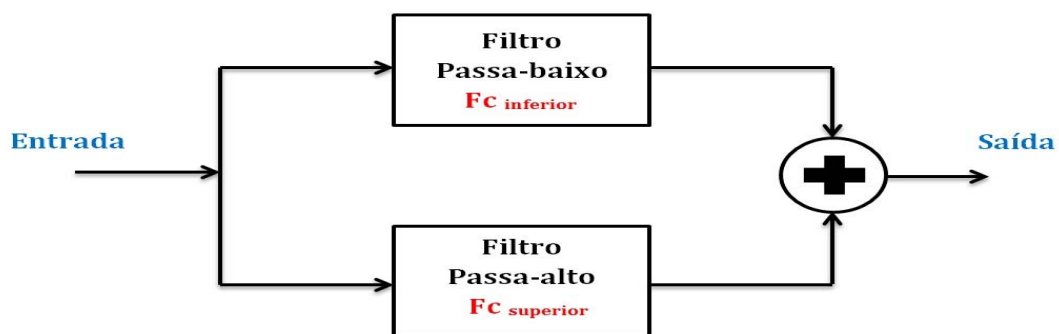 Filtro
Passa-baixo
Fc inferior
Entrada
Saída
Filtro
Passa-alto
Fc superior